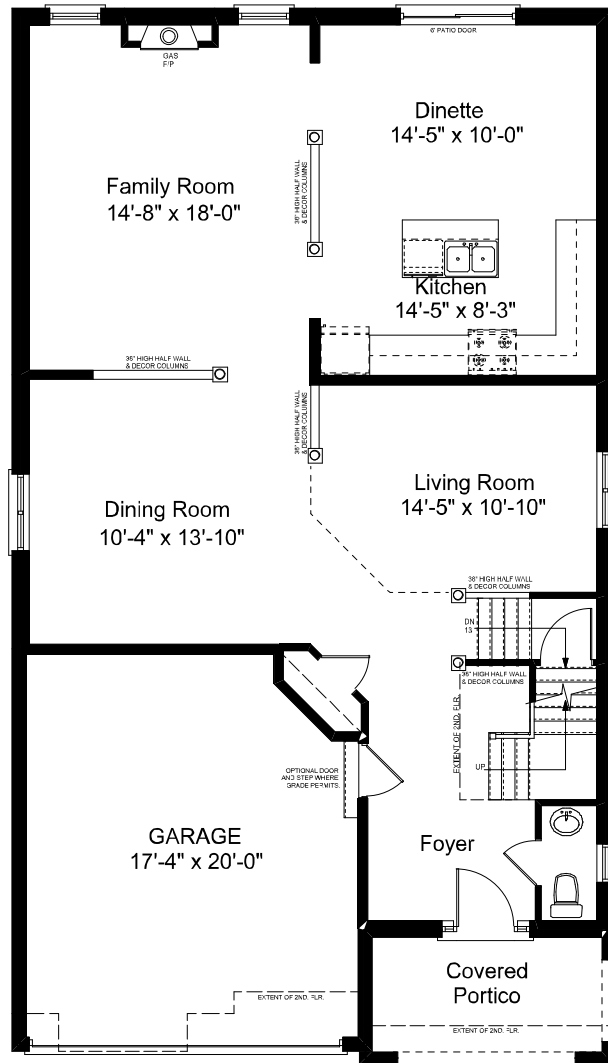 6' PATIO DOOR
GAS
F/P
Dinette
14'-5" x 10'-0"
36" HIGH HALF WALL
& DECOR COLUMNS
Family Room
14'-8" x 18'-0"
Kitchen
14'-5" x 8'-3"
36" HIGH HALF WALL
& DECOR COLUMNS
36" HIGH HALF WALL
& DECOR COLUMNS
Living Room
14'-5" x 10'-10"
Dining Room
10'-4" x 13'-10"
36" HIGH HALF WALL
& DECOR COLUMNS
DN
13
36" HIGH HALF WALL
& DECOR COLUMNS
EXTENT OF 2ND. FLR.
UP
OPTIONAL DOOR
AND STEP WHERE
GRADE PERMITS.
GARAGE
17'-4" x 20'-0"
Foyer
Covered
Portico
EXTENT OF 2ND. FLR.
EXTENT OF 2ND. FLR.